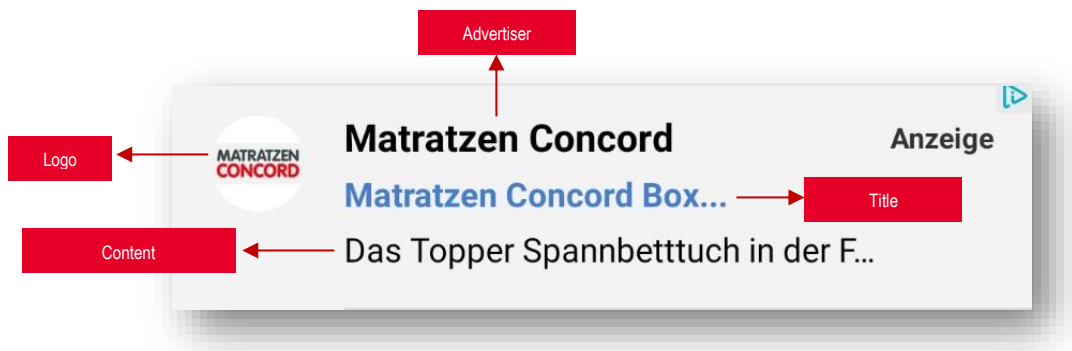 Advertiser
Matratzen Concord
Anzeige
Logo
MATRATZEN
CONCORD
Matratzen Concord Box...
Title
Content
Das Topper Spannbetttuch in der F...